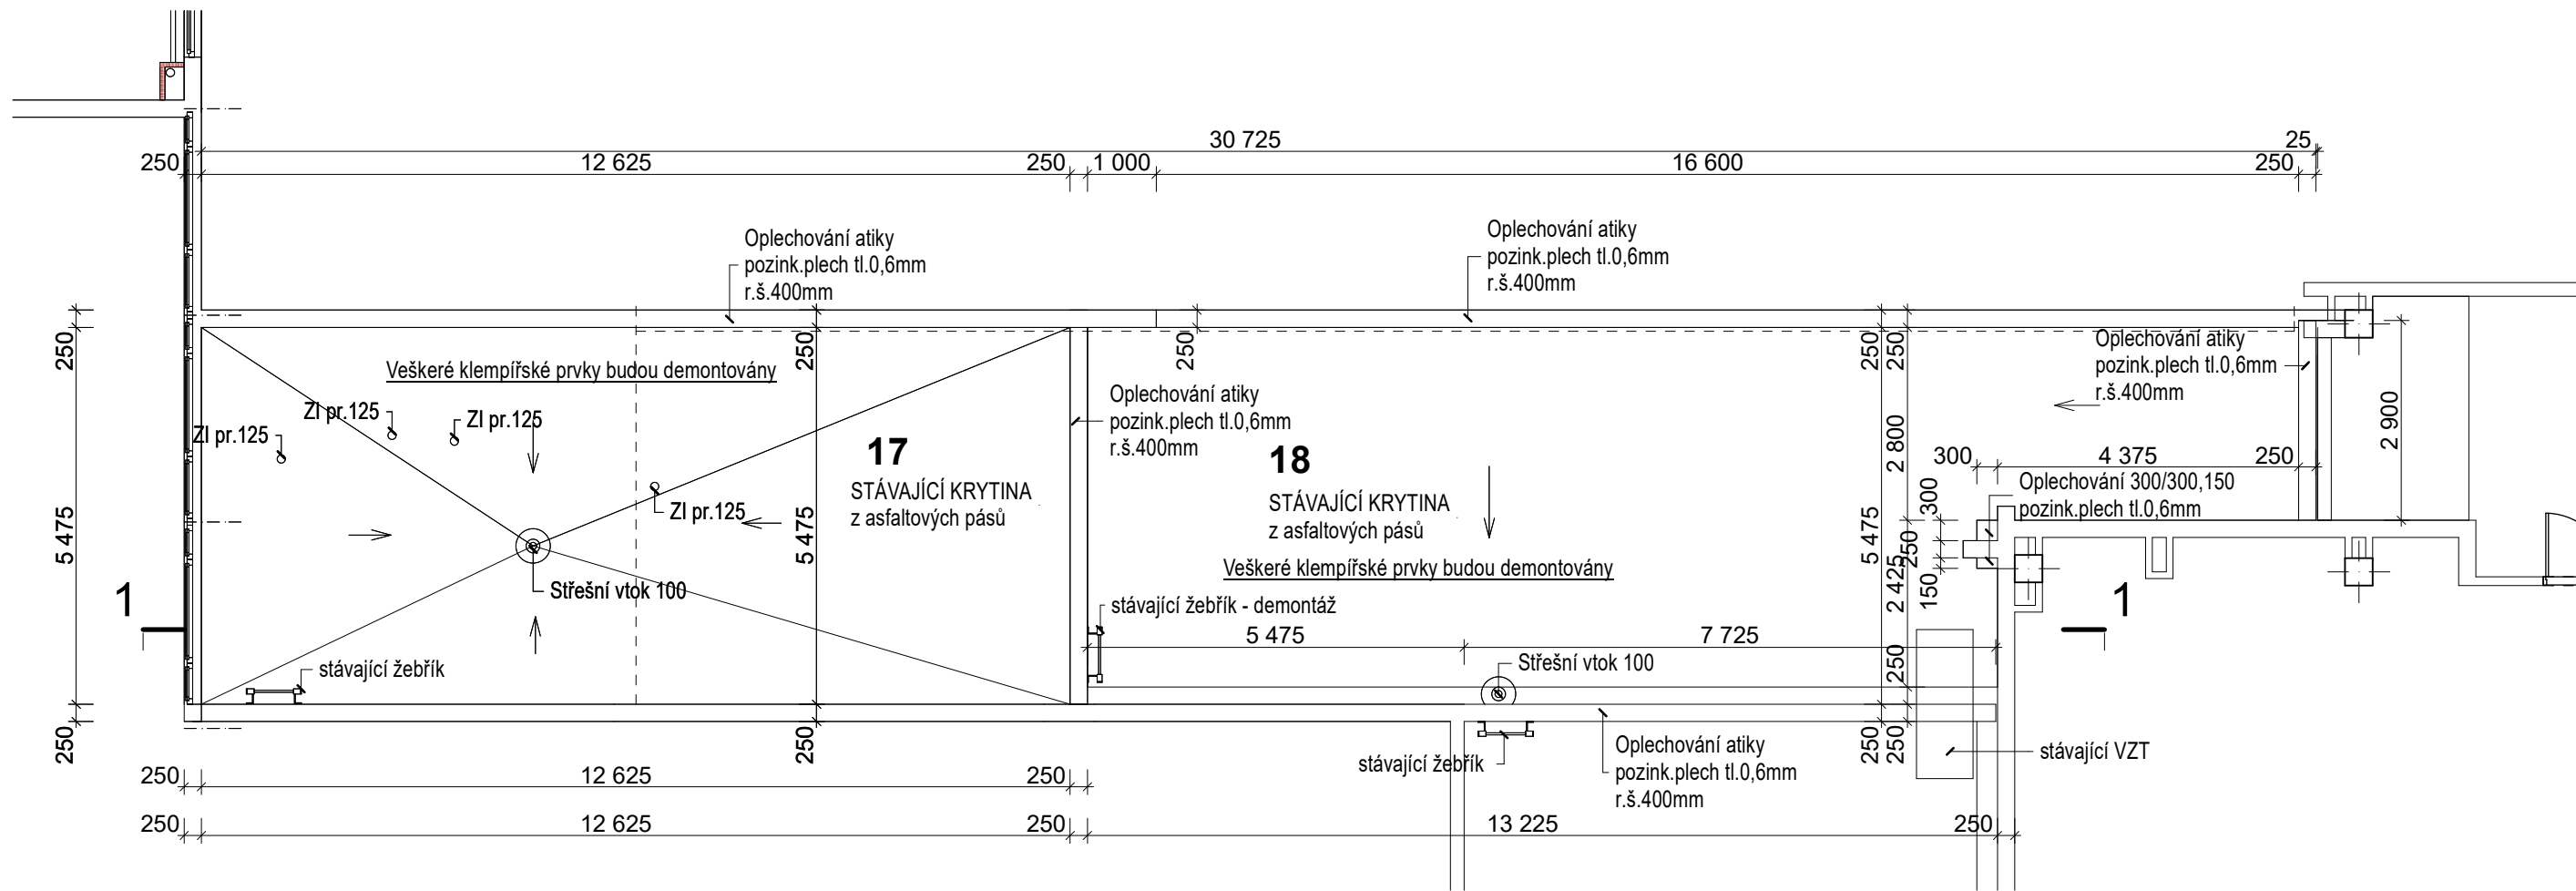 30 725
25
250
12 625
250
1 000
16 600
250
Oplechování atiky
pozink.plech tl.0,6mm
r.š.400mm
Oplechování atiky
pozink.plech tl.0,6mm
r.š.400mm
250
250
250
250
250
Oplechování atiky
pozink.plech tl.0,6mm
r.š.400mm
Veškeré klempířské prvky budou demontovány
Oplechování atiky
pozink.plech tl.0,6mm
r.š.400mm
ZI pr.125
ZI pr.125
ZI pr.125
2 900
2 800
17
STÁVAJÍCÍ KRYTINA
z asfaltových pásů
18
STÁVAJÍCÍ KRYTINA
z asfaltových pásů
300
4 375
250
Oplechování 300/300,150
pozink.plech tl.0,6mm
300
250
150
ZI pr.125
5 475
5 475
5 475
2 425
Veškeré klempířské prvky budou demontovány
Střešní vtok 100
1
1
stávající žebřík - demontáž
5 475
7 725
250
stávající žebřík
Střešní vtok 100
250
250
250
250
Oplechování atiky
pozink.plech tl.0,6mm
r.š.400mm
stávající žebřík
stávající VZT
250
12 625
250
250
12 625
250
13 225
250